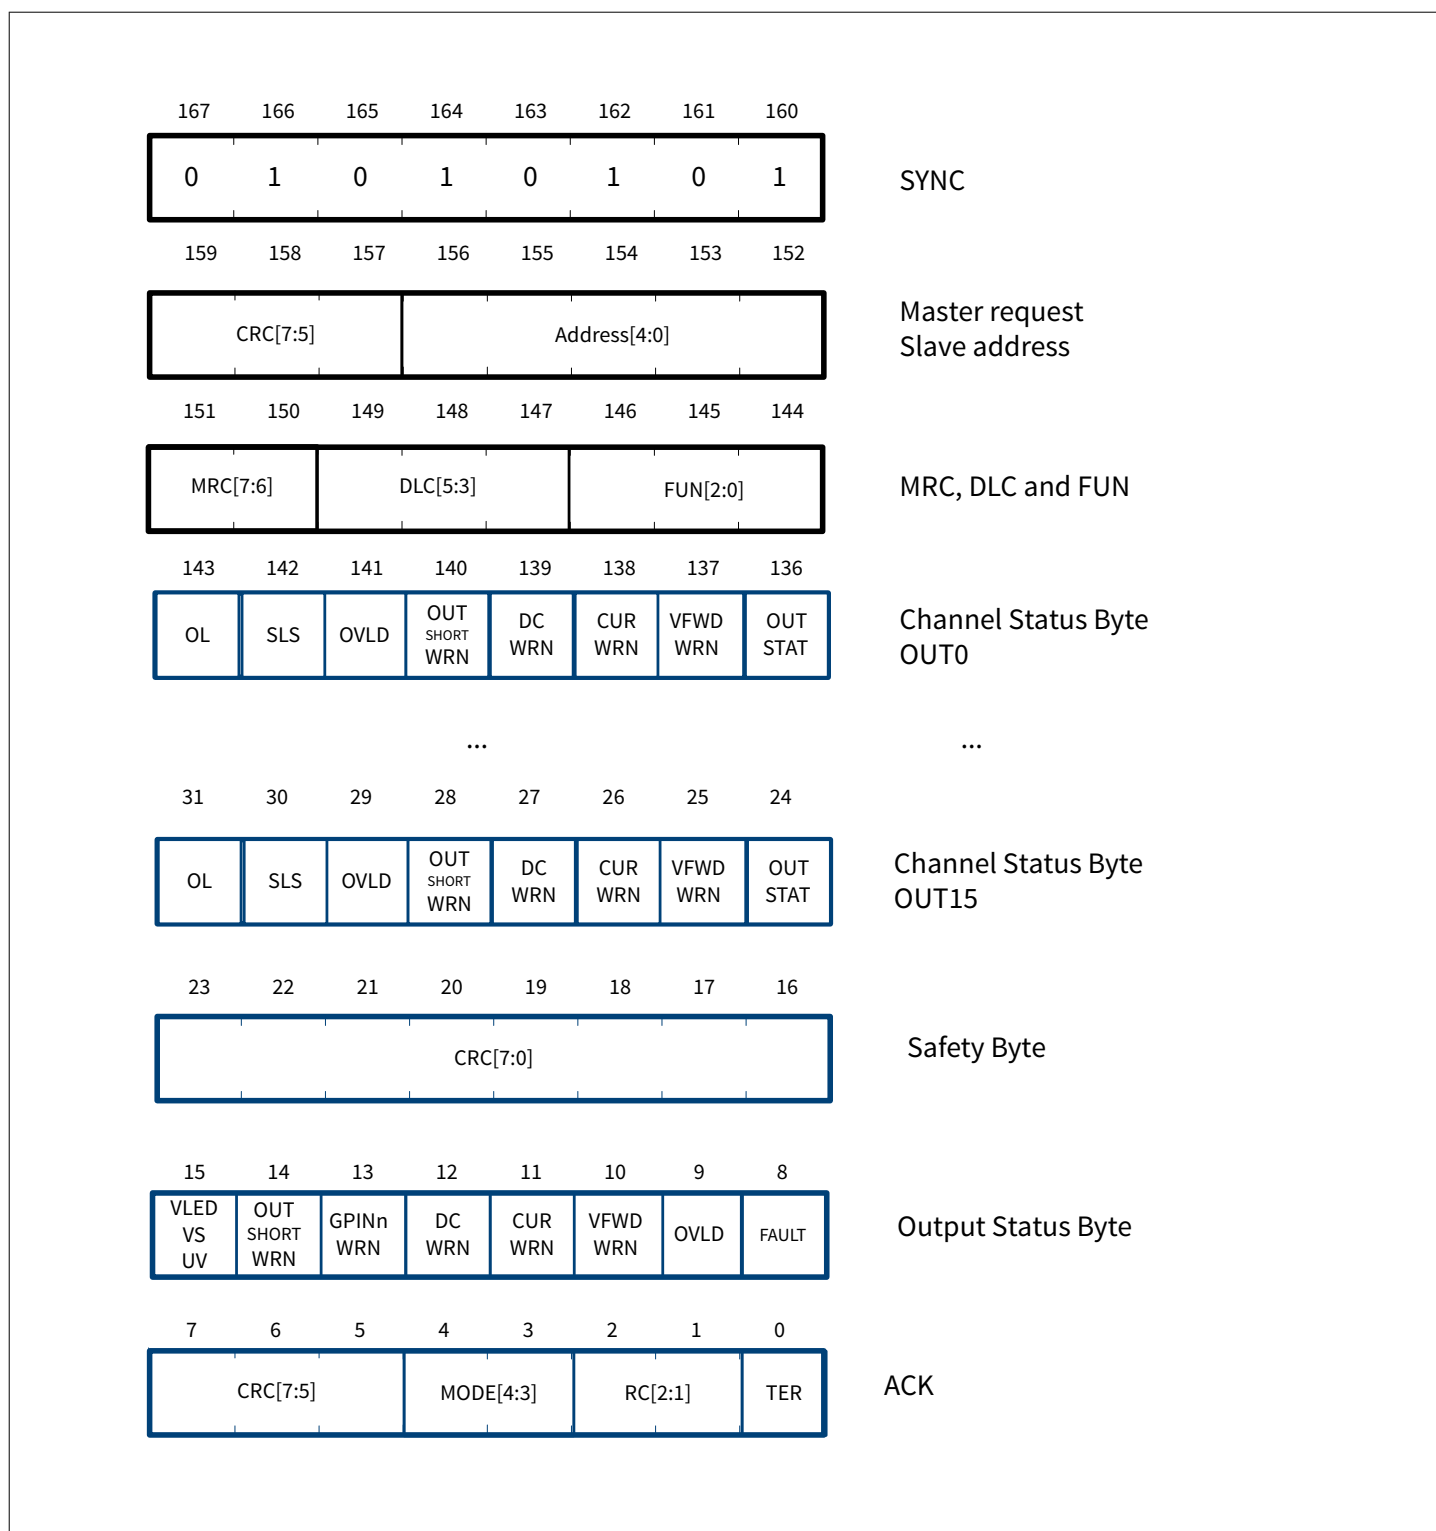 167 166 165 164 163 162 161 160
0 1 0 1 0 1 0 1
SYNC
159 158 157 156 155 154 153 152
CRC[7:5] Address[4:0]
Master request
Slave address
151 150 149 148 147 146 145 144
MRC[7:6] DLC[5:3] FUN[2:0]
MRC, DLC and FUN
143 142 141 140 139 138 137 136
OL SLS OVLD OUT SHORT WRN DC WRN CUR WRN VFWD WRN OUT STAT
Channel Status Byte
OUT0
... ...
31 30 29 28 27 26 25 24
OL SLS OVLD OUT SHORT WRN DC WRN CUR WRN VFWD WRN OUT STAT
Channel Status Byte
OUT15
23 22 21 20 19 18 17 16
CRC[7:0]
Safety Byte
15 14 13 12 11 10 9 8
VLED VS UV OUT SHORT WRN GPINn WRN DC WRN CUR WRN VFWD WRN OVLD FAULT
Output Status Byte
7 6 5 4 3 2 1 0
CRC[7:5] MODE[4:3] RC[2:1] TER
ACK